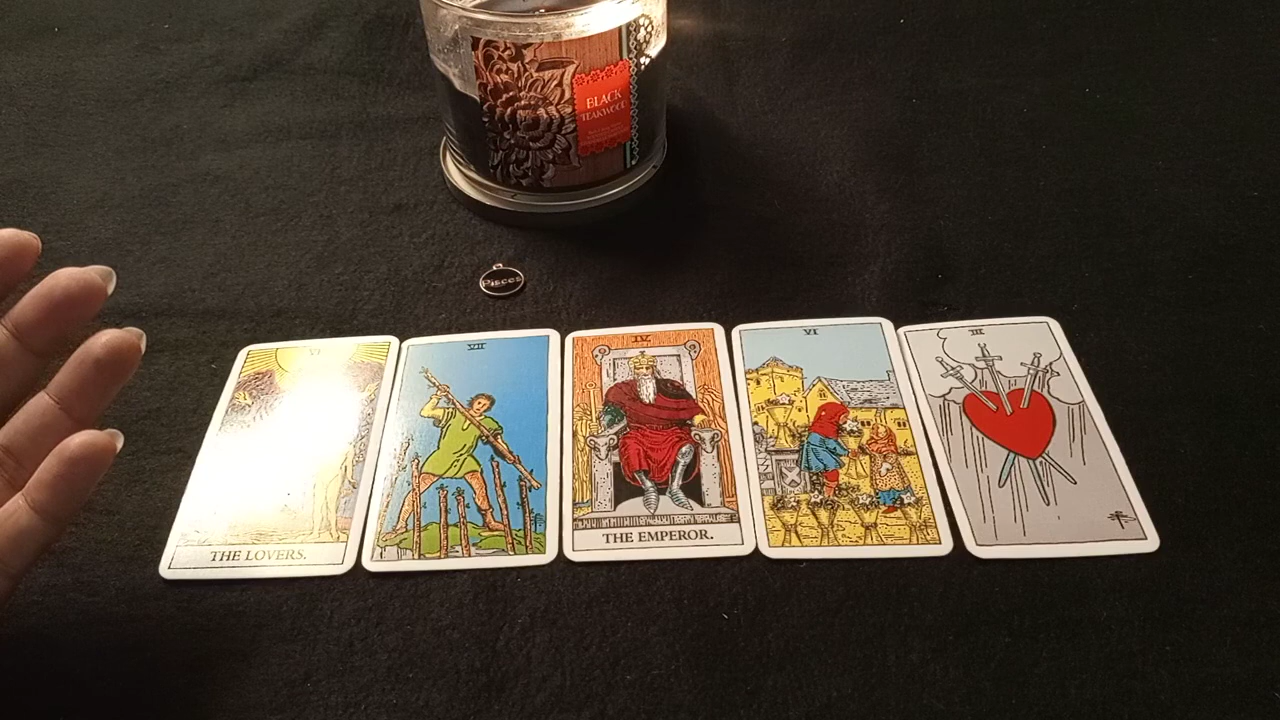 BLACK
TEAKWOOD
Pisces
VI
VII
IV
VI
III
THE LOVERS.
THE EMPEROR.